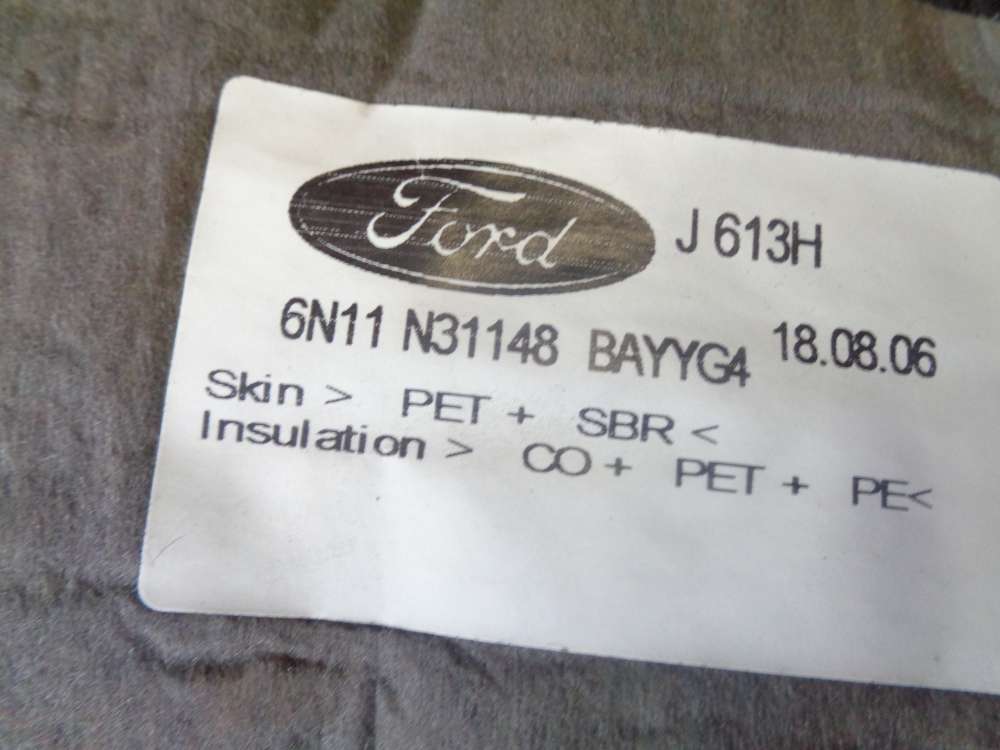 Ford J 613H
6N11 N31148 BAYYG4 18.08.06
Skin > PET + SBR <
Insulation > CO + PET + PE<